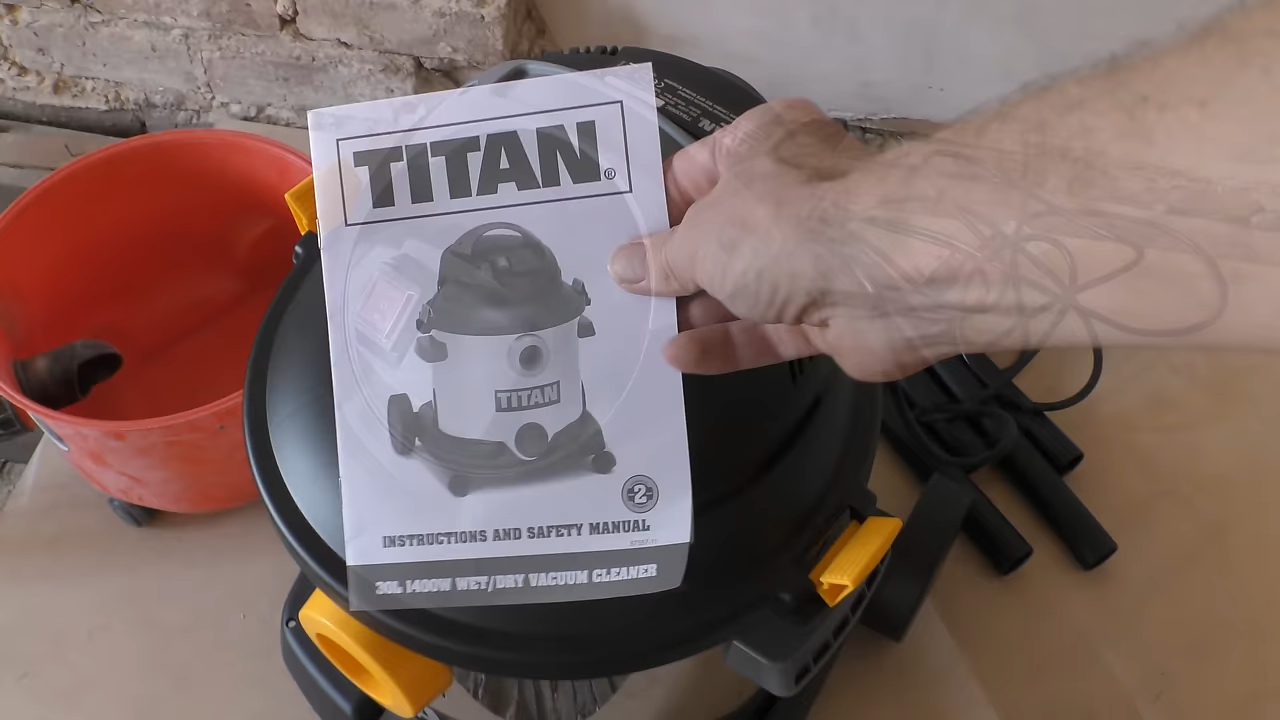 TITAN®
TITAN
2
INSTRUCTIONS AND SAFETY MANUAL
30L 1400W WET/DRY VACUUM CLEANER